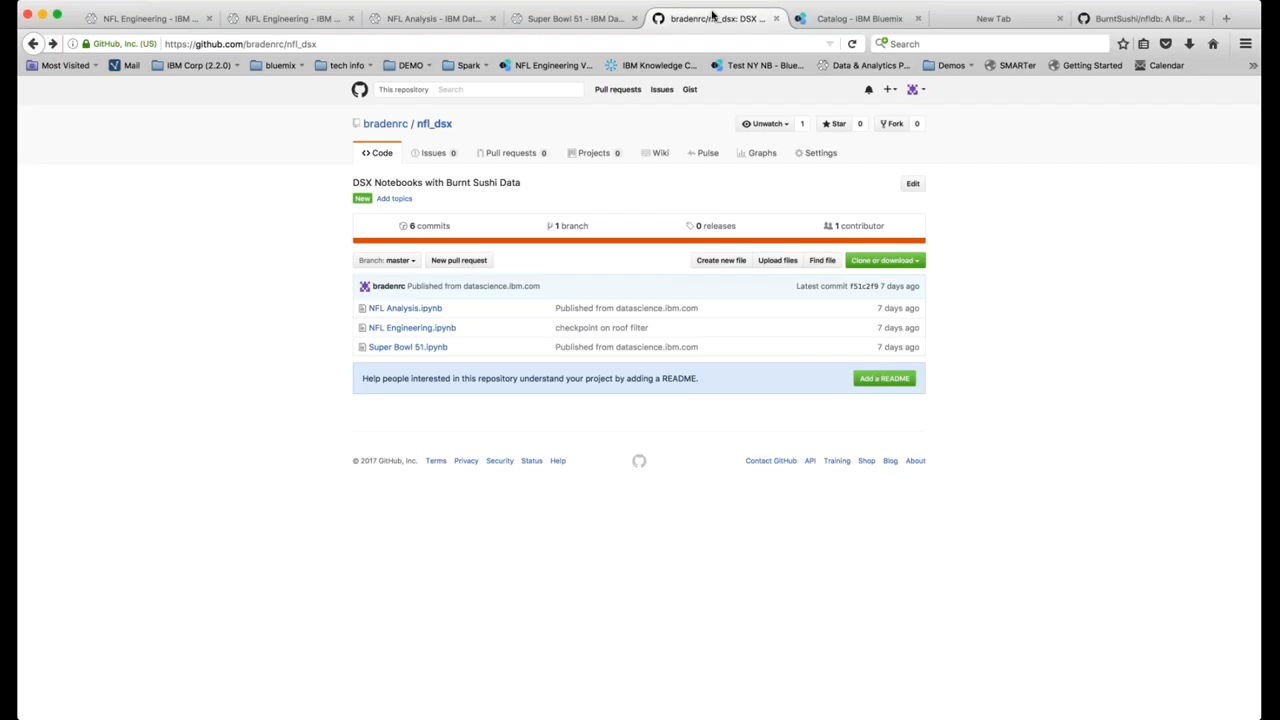 NFL Engineering - IBM ... NFL Engineering - IBM ... NFL Analysis - IBM Dat... Super Bowl 51 - IBM Da... bradenrc/nfl_dsx: DSX ... Catalog - IBM Bluemix New Tab BurntSushi/nfldb: A libr...
GitHub, Inc. (US) https://github.com/bradenrc/nfl_dsx Search
Most Visited Mail IBM Corp (2.2.0) bluemix tech info DEMO Spark NFL Engineering V... IBM Knowledge C... Test NY NB - Blue... Data & Analytics P... Demos SMARTer Getting Started Calendar
This repository Search Pull requests Issues Gist
bradenrc / nfl_dsx Unwatch 1 Star 0 Fork 0
Code Issues 0 Pull requests 0 Projects 0 Wiki Pulse Graphs Settings
DSX Notebooks with Burnt Sushi Data Edit
New Add topics
6 commits 1 branch 0 releases 1 contributor
Branch: master New pull request Create new file Upload files Find file Clone or download
bradenrc Published from datascience.ibm.com Latest commit f51c2f9 7 days ago
NFL Analysis.ipynb Published from datascience.ibm.com 7 days ago
NFL Engineering.ipynb checkpoint on roof filter 7 days ago
Super Bowl 51.ipynb Published from datascience.ibm.com 7 days ago
Help people interested in this repository understand your project by adding a README. Add a README
© 2017 GitHub, Inc. Terms Privacy Security Status Help Contact GitHub API Training Shop Blog About